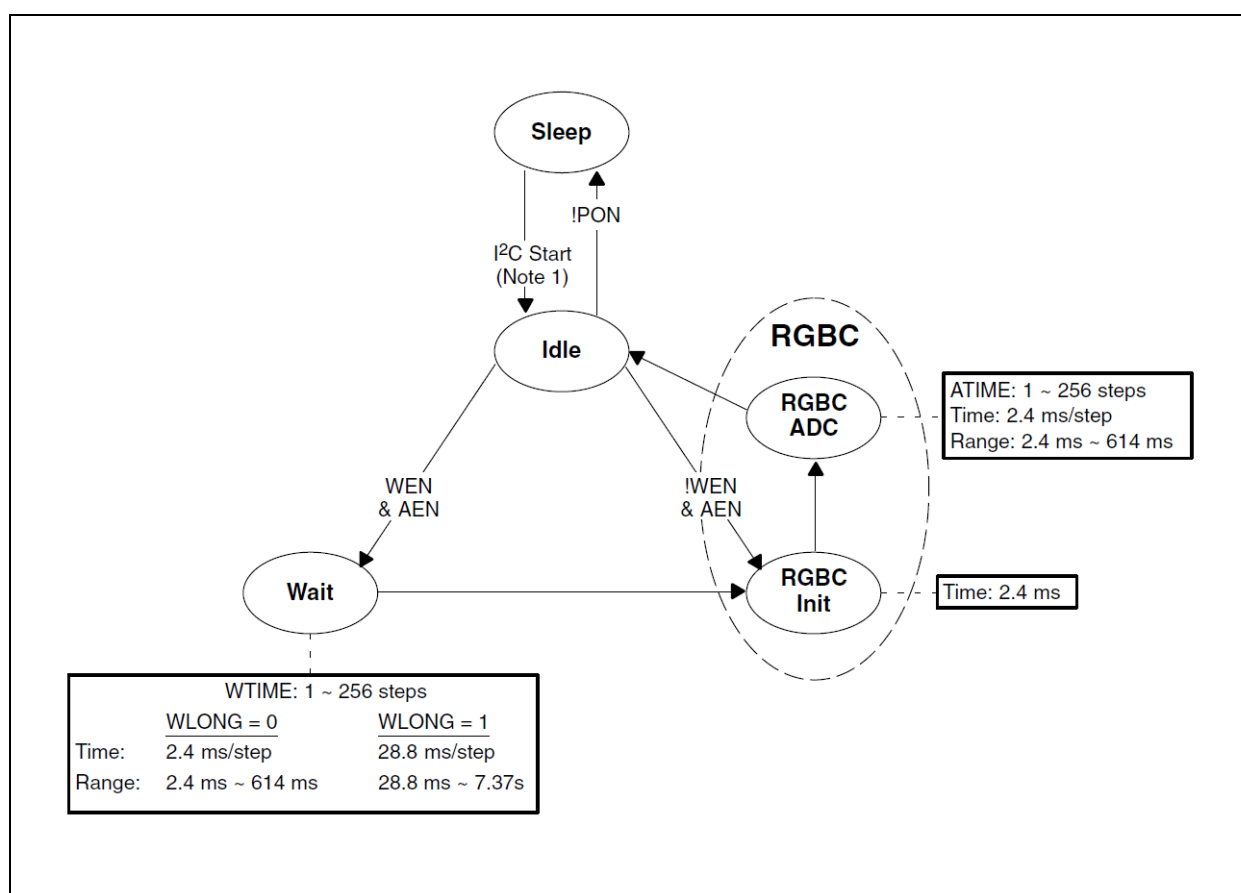 Sleep
!PON
I²C Start
(Note 1)
Idle
RGBC
RGBC
ADC
ATIME: 1 ~ 256 steps
Time: 2.4 ms/step
Range: 2.4 ms ~ 614 ms
WEN
& AEN
!WEN
& AEN
Wait
RGBC
Init
Time: 2.4 ms
WTIME: 1 ~ 256 steps
WLONG = 0 WLONG = 1
Time: 2.4 ms/step 28.8 ms/step
Range: 2.4 ms ~ 614 ms 28.8 ms ~ 7.37s